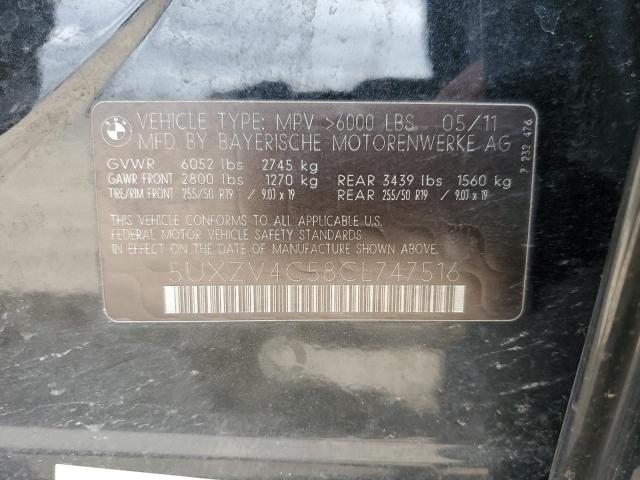 BMW
VEHICLE TYPE: MPV >6000 LBS 05/11
MFD BY BAYERISCHE MOTORENWERKE AG
GVWR 6052 lbs 2745 kg
GAWR FRONT 2800 lbs 1270 kg REAR 3439 lbs 1560 kg
TIRE/RIM FRONT 255/50 R19 / 9.0J x 19 REAR 255/50 R19 / 9.0J x 19
THIS VEHICLE CONFORMS TO ALL APPLICABLE U.S.
FEDERAL MOTOR VEHICLE SAFETY STANDARDS IN EFFECT
ON THE DATE OF MANUFACTURE SHOWN ABOVE.
5UXZV4C58CL747516
7 232 476